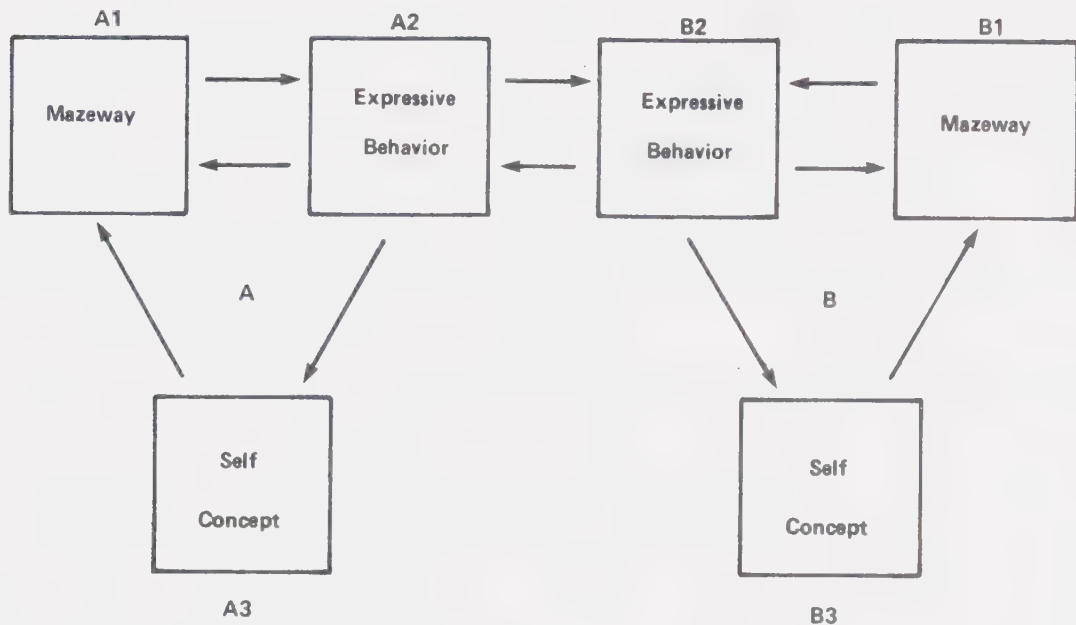 A1
A2
B2
B1
Mazeway
Expressive
Behavior
Expressive
Behavior
Mazeway
A
B
Self
Concept
Self
Concept
A3
B3